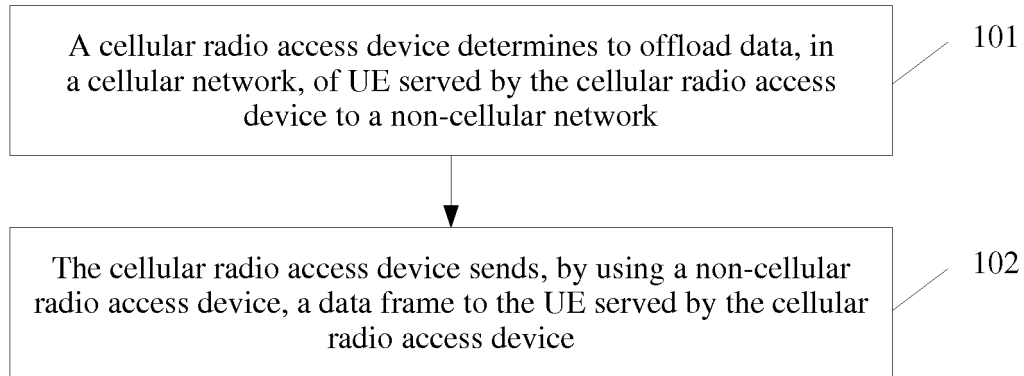 A cellular radio access device determines to offload data, in
a cellular network, of UE served by the cellular radio access
device to a non-cellular network
101
The cellular radio access device sends, by using a non-cellular
radio access device, a data frame to the UE served by the cellular
radio access device
102